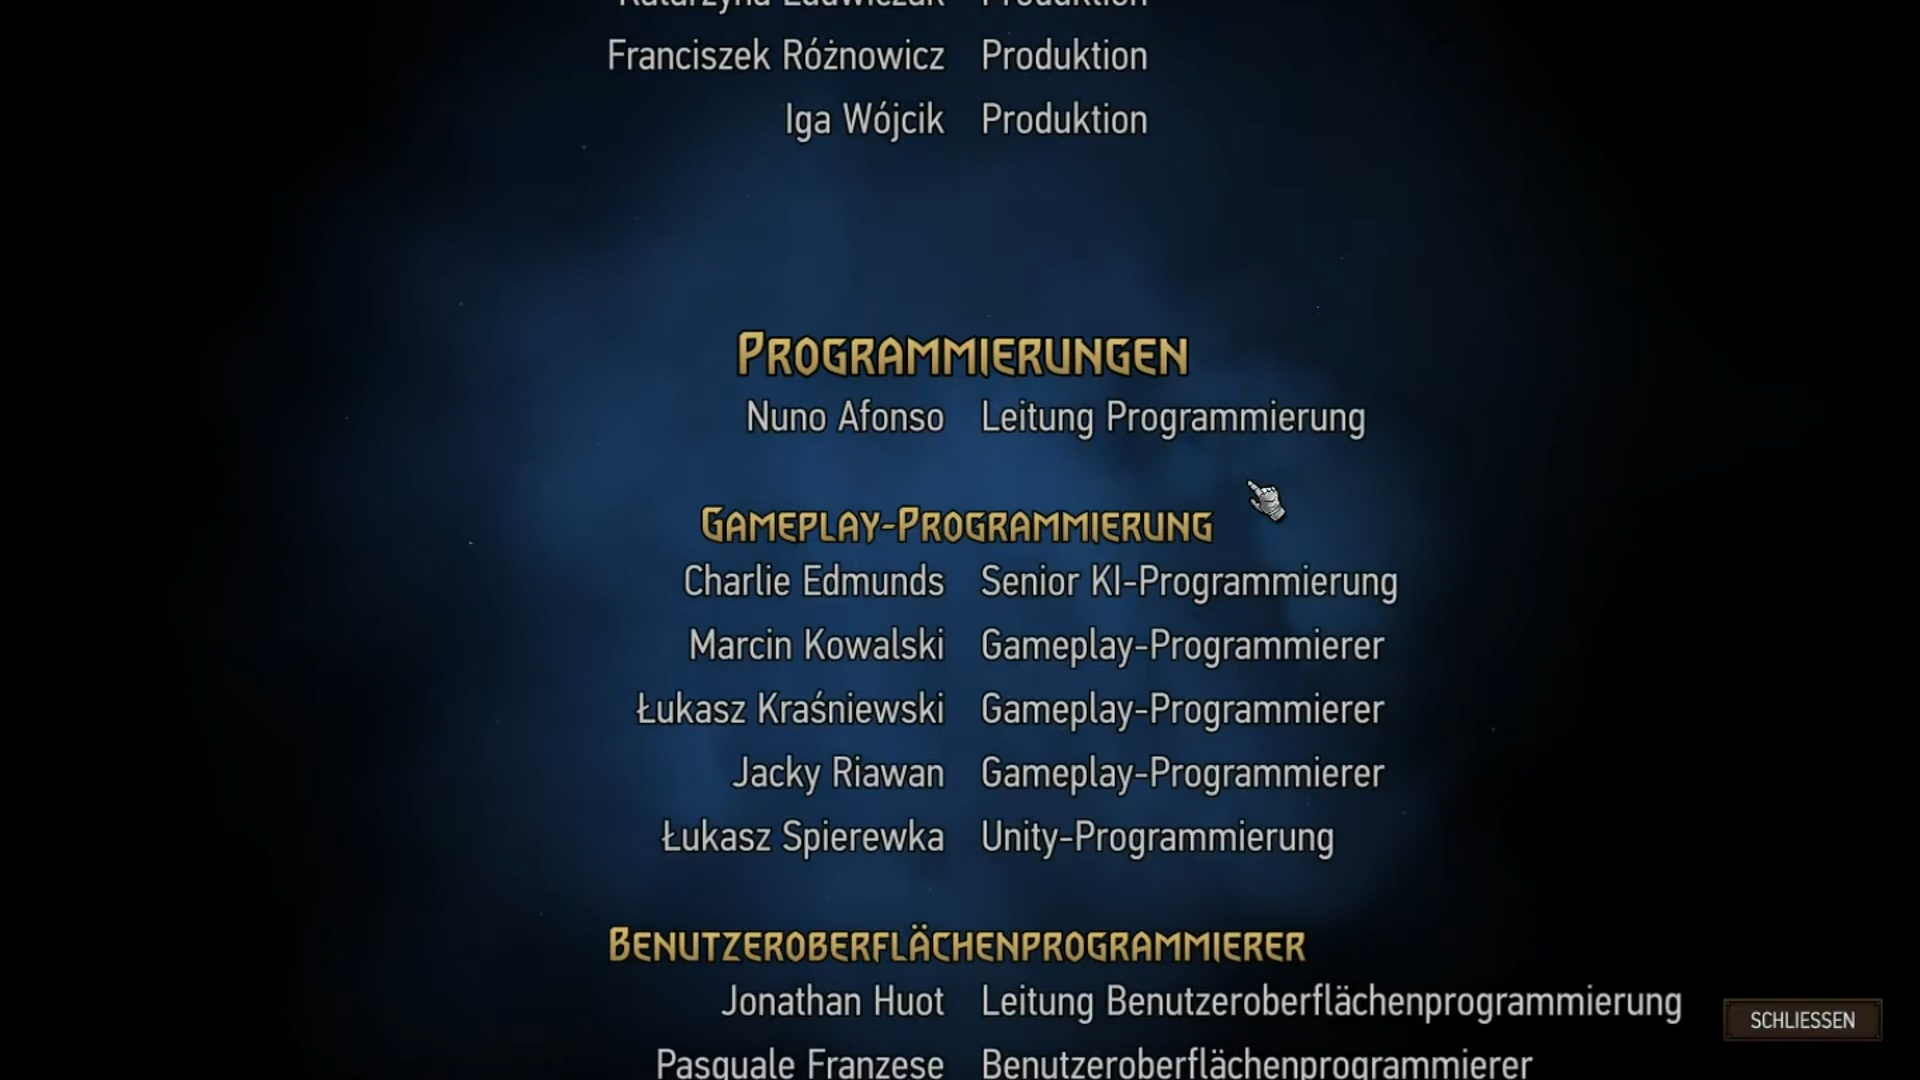 Franciszek Różnowicz Produktion
Iga Wójcik Produktion
Programmierungen
Nuno Afonso Leitung Programmierung
Gameplay-Programmierung
Charlie Edmunds Senior KI-Programmierung
Marcin Kowalski Gameplay-Programmierer
Łukasz Kraśniewski Gameplay-Programmierer
Jacky Riawan Gameplay-Programmierer
Łukasz Spierewka Unity-Programmierung
Benutzeroberflächenprogrammierer
Jonathan Huot Leitung Benutzeroberflächenprogrammierung
SCHLIESSEN
Pasquale Franzese Benutzeroberflächenprogrammierer